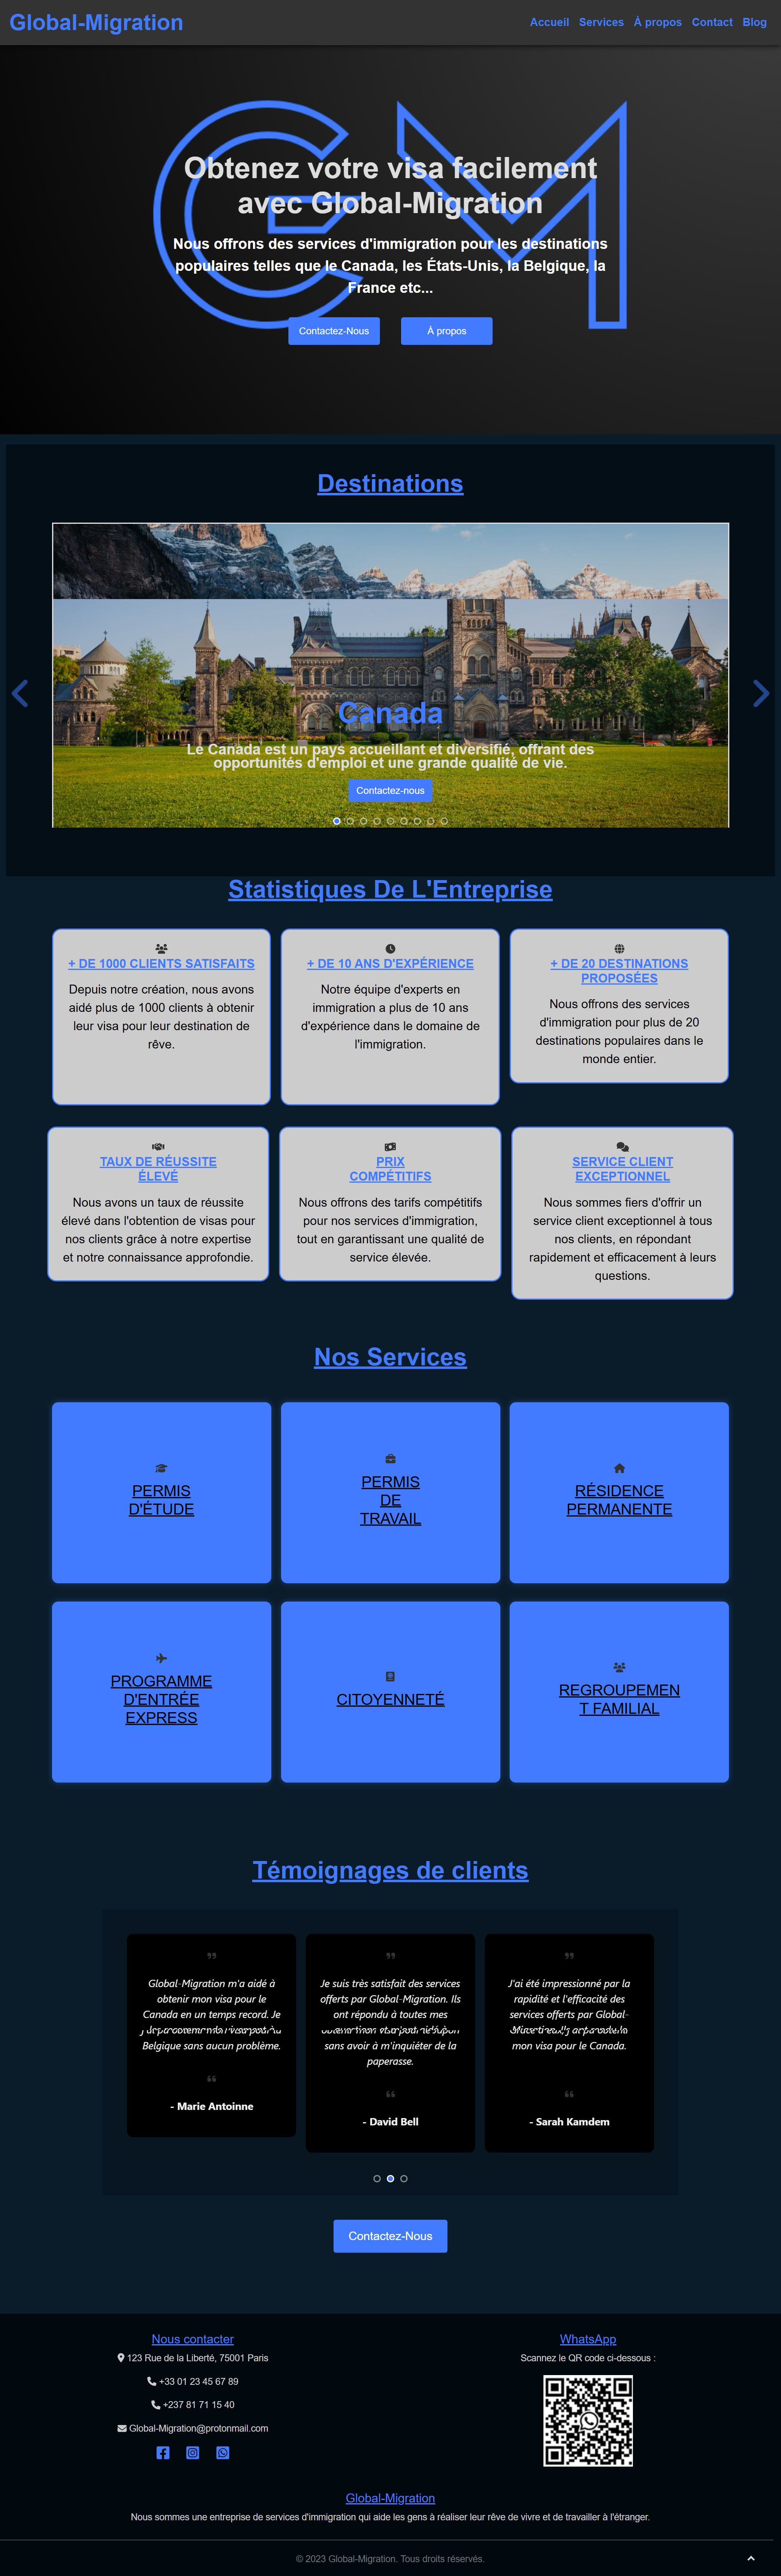 Global-Migration
Accueil Services À propos Contact Blog
GM
Obtenez votre visa facilement
avec Global-Migration
Nous offrons des services d'immigration pour les destinations
populaires telles que le Canada, les États-Unis, la Belgique, la
France etc...
Contactez-Nous
À propos
Destinations
Canada
Le Canada est un pays accueillant et diversifié, offrant des
opportunités d'emploi et une grande qualité de vie.
Contactez-nous
Statistiques De L'Entreprise
+ DE 1000 CLIENTS SATISFAITS
Depuis notre création, nous avons
aidé plus de 1000 clients à obtenir
leur visa pour leur destination de
rêve.
+ DE 10 ANS D'EXPÉRIENCE
Notre équipe d'experts en
immigration a plus de 10 ans
d'expérience dans le domaine de
l'immigration.
+ DE 20 DESTINATIONS
PROPOSÉES
Nous offrons des services
d'immigration pour plus de 20
destinations populaires dans le
monde entier.
TAUX DE RÉUSSITE
ÉLEVÉ
Nous avons un taux de réussite
élevé dans l'obtention de visas pour
nos clients grâce à notre expertise
et notre connaissance approfondie.
PRIX
COMPÉTITIFS
Nous offrons des tarifs compétitifs
pour nos services d'immigration,
tout en garantissant une qualité de
service élevée.
SERVICE CLIENT
EXCEPTIONNEL
Nous sommes fiers d'offrir un
service client exceptionnel à tous
nos clients, en répondant
rapidement et efficacement à leurs
questions.
Nos Services
PERMIS
D'ÉTUDE
PERMIS
DE
TRAVAIL
RÉSIDENCE
PERMANENTE
PROGRAMME
D'ENTRÉE
EXPRESS
CITOYENNETÉ
REGROUPEMEN
T FAMILIAL
Témoignages de clients
Global-Migration m'a aidé à
obtenir mon visa pour le
Canada en un temps record. Je
Belgique sans aucun problème.
- Marie Antoinne
Je suis très satisfait des services
offerts par Global-Migration. Ils
ont répondu à toutes mes
sans avoir à m'inquiéter de la
paperasse.
- David Bell
J'ai été impressionné par la
rapidité et l'efficacité des
services offerts par Global-
mon visa pour le Canada.
- Sarah Kamdem
Contactez-Nous
Nous contacter
123 Rue de la Liberté, 75001 Paris
+33 01 23 45 67 89
+237 81 71 15 40
Global-Migration@protonmail.com
WhatsApp
Scannez le QR code ci-dessous :
Global-Migration
Nous sommes une entreprise de services d'immigration qui aide les gens à réaliser leur rêve de vivre et de travailler à l'étranger.
© 2023 Global-Migration. Tous droits réservés.